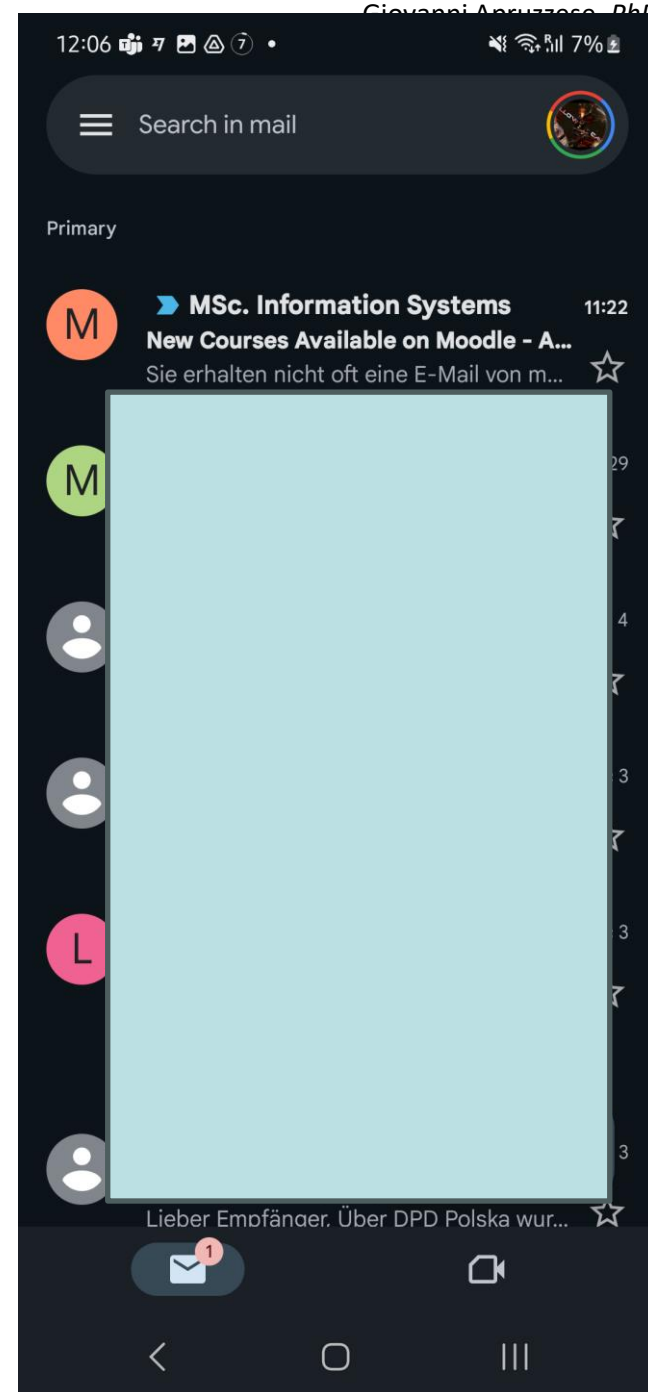 Giovanni Apruzzese, PhD
12:06 7 R 7%
Search in mail
Primary
M MSc. Information Systems 11:22
New Courses Available on Moodle - A...
Sie erhalten nicht oft eine E-Mail von m...
M 29
4
3
L 3
3
Lieber Empfänger, Über DPD Polska wur...
1